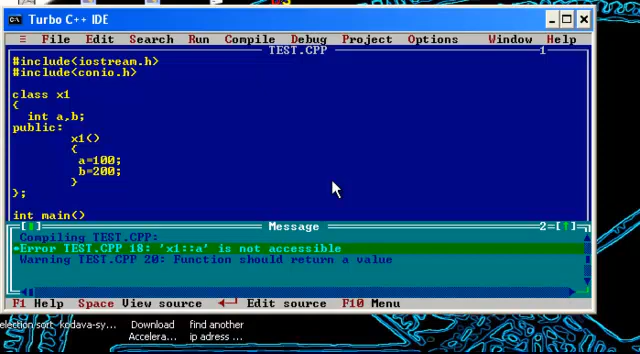 Turbo C++ IDE
≡ File Edit Search Run Compile Debug Project Options Window Help
TEST.CPP 1
#include<iostream.h>
#include<conio.h>
class x1
{
int a,b;
public:
x1()
{
a=100;
b=200;
}
};
int main()
Message 2=[↑]
Compiling TEST.CPP:
•Error TEST.CPP 18: 'x1::a' is not accessible
Warning TEST.CPP 20: Function should return a value
F1 Help Space View source ←┘ Edit source F10 Menu
election sort kodava-sy... Download find another
Accelera... ip adress ...